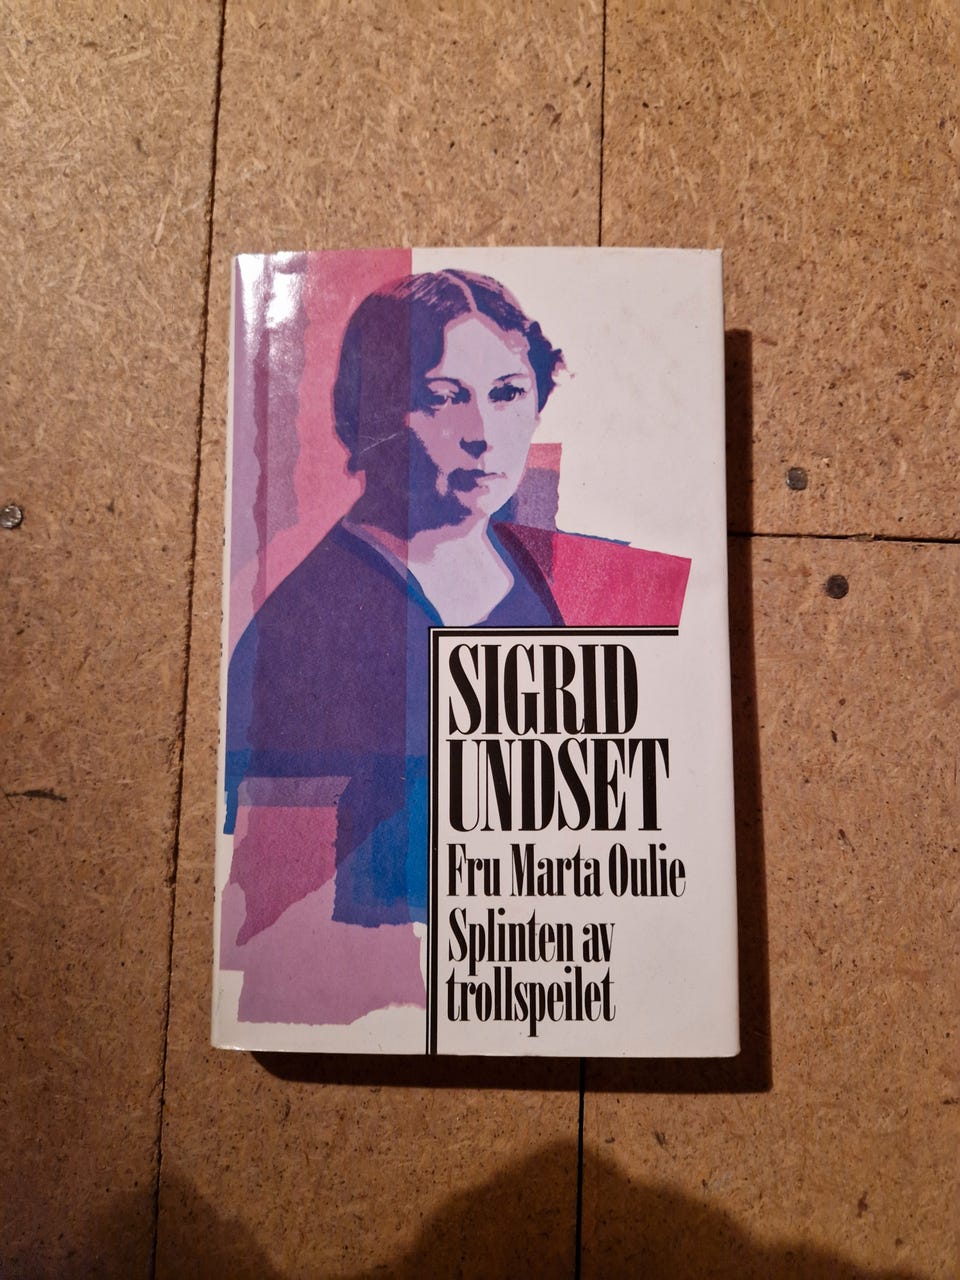 SIGRID
UNDSET
Fru Marta Oulie
Splinten av
trollspeilet